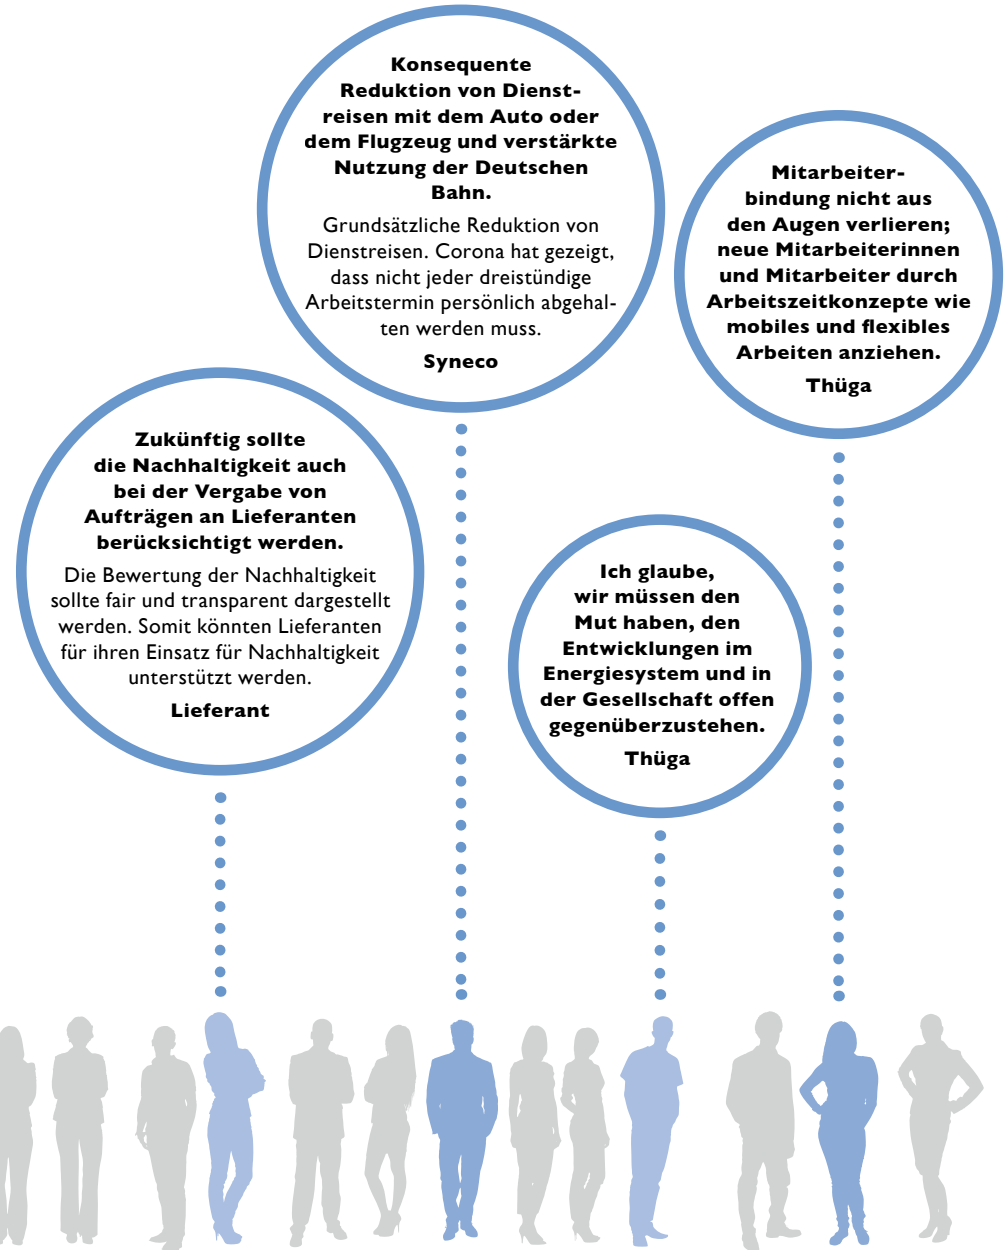 Konsequente
Reduktion von Dienst-
reisen mit dem Auto oder
dem Flugzeug und verstärkte
Nutzung der Deutschen
Bahn.
Grundsätzliche Reduktion von
Dienstreisen. Corona hat gezeigt,
dass nicht jeder dreistündige
Arbeitstermin persönlich abgehal-
ten werden muss.
Syneco
Mitarbeiter-
bindung nicht aus
den Augen verlieren;
neue Mitarbeiterinnen
und Mitarbeiter durch
Arbeitszeitkonzepte wie
mobiles und flexibles
Arbeiten anziehen.
Thüga
Zukünftig sollte
die Nachhaltigkeit auch
bei der Vergabe von
Aufträgen an Lieferanten
berücksichtigt werden.
Die Bewertung der Nachhaltigkeit
sollte fair und transparent dargestellt
werden. Somit könnten Lieferanten
für ihren Einsatz für Nachhaltigkeit
unterstützt werden.
Lieferant
Ich glaube,
wir müssen den
Mut haben, den
Entwicklungen im
Energiesystem und in
der Gesellschaft offen
gegenüberzustehen.
Thüga